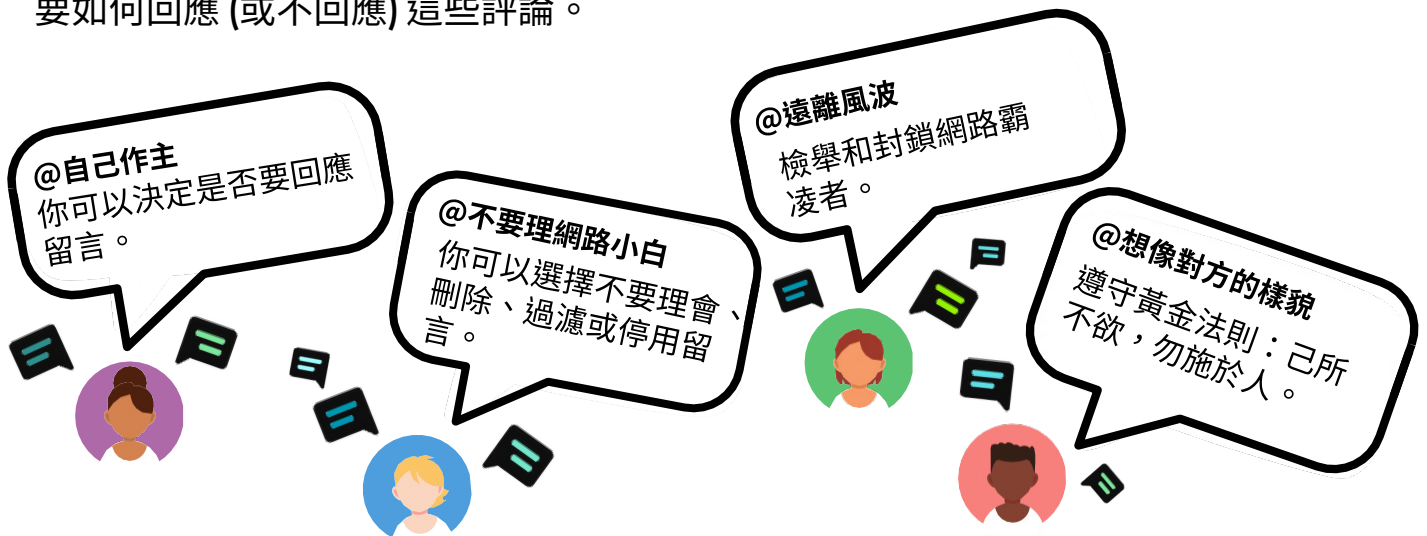 要如何回應 (或不回應) 這些評論。
@自己作主
你可以決定是否要回應
留言。
@不要理網路小白
你可以選擇不要理會、
刪除、過濾或停用留
言。
@遠離風波
檢舉和封鎖網路霸
凌者。
@想像對方的樣貌
遵守黃金法則：己所
不欲，勿施於人。